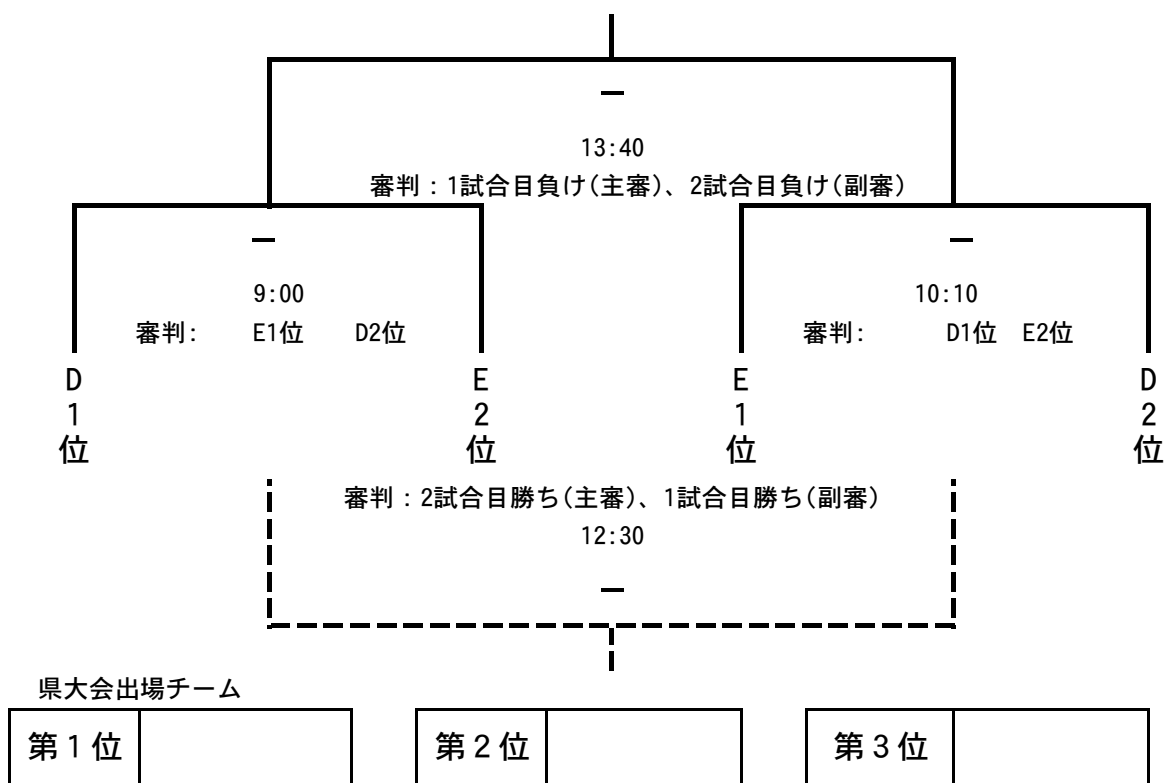 —
13:40
審判：1試合目負け(主審)、2試合目負け(副審)
— —
9:00 10:10
審判: E1位 D2位 審判: D1位 E2位
D1位 E2位 E1位 D2位
審判：2試合目勝ち(主審)、1試合目勝ち(副審)
12:30
—
県大会出場チーム
第１位 第２位 第３位